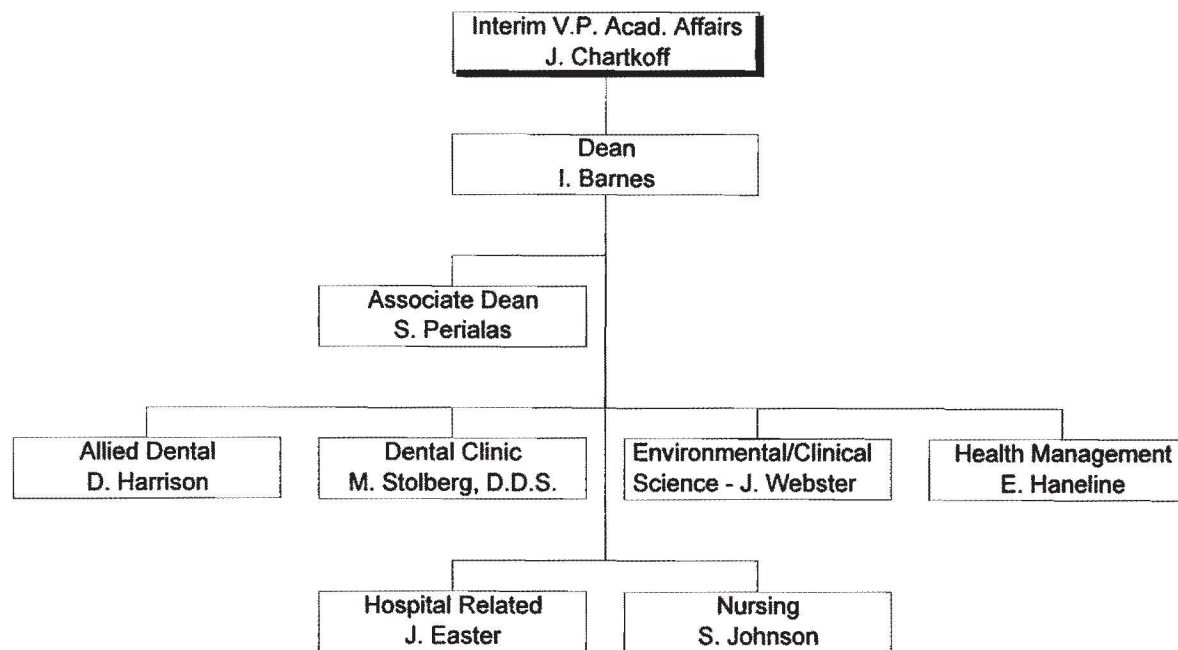 Interim V.P. Acad. Affairs
J. Chartkoff
Dean
I. Barnes
Associate Dean
S. Perialas
Allied Dental
D. Harrison
Dental Clinic
M. Stolberg, D.D.S.
Environmental/Clinical
Science - J. Webster
Health Management
E. Haneline
Hospital Related
J. Easter
Nursing
S. Johnson